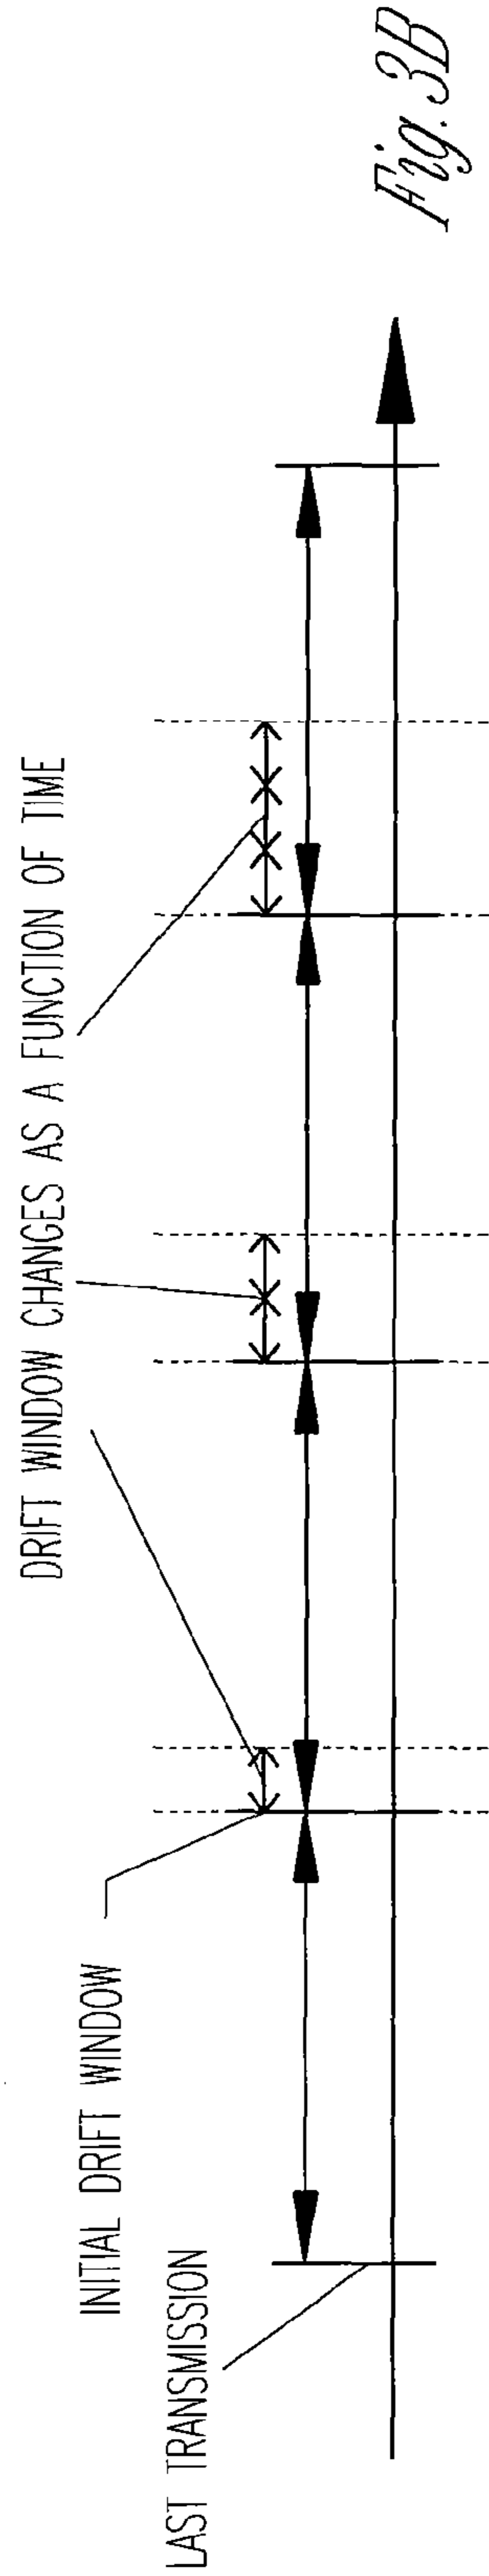 DRIFT WINDOW CHANGES AS A FUNCTION OF TIME
INITIAL DRIFT WINDOW
LAST TRANSMISSION
Fig. 3B